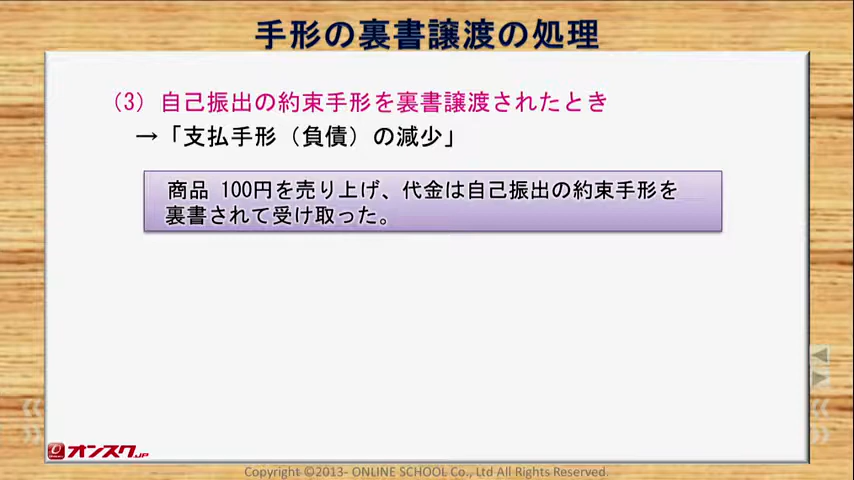 手形の裏書譲渡の処理
（3）自己振出の約束手形を裏書譲渡されたとき
→「支払手形（負債）の減少」
商品 100円を売り上げ、代金は自己振出の約束手形を
裏書されて受け取った。
オンスク.JP
Copyright ©2013- ONLINE SCHOOL Co., Ltd All Rights Reserved.